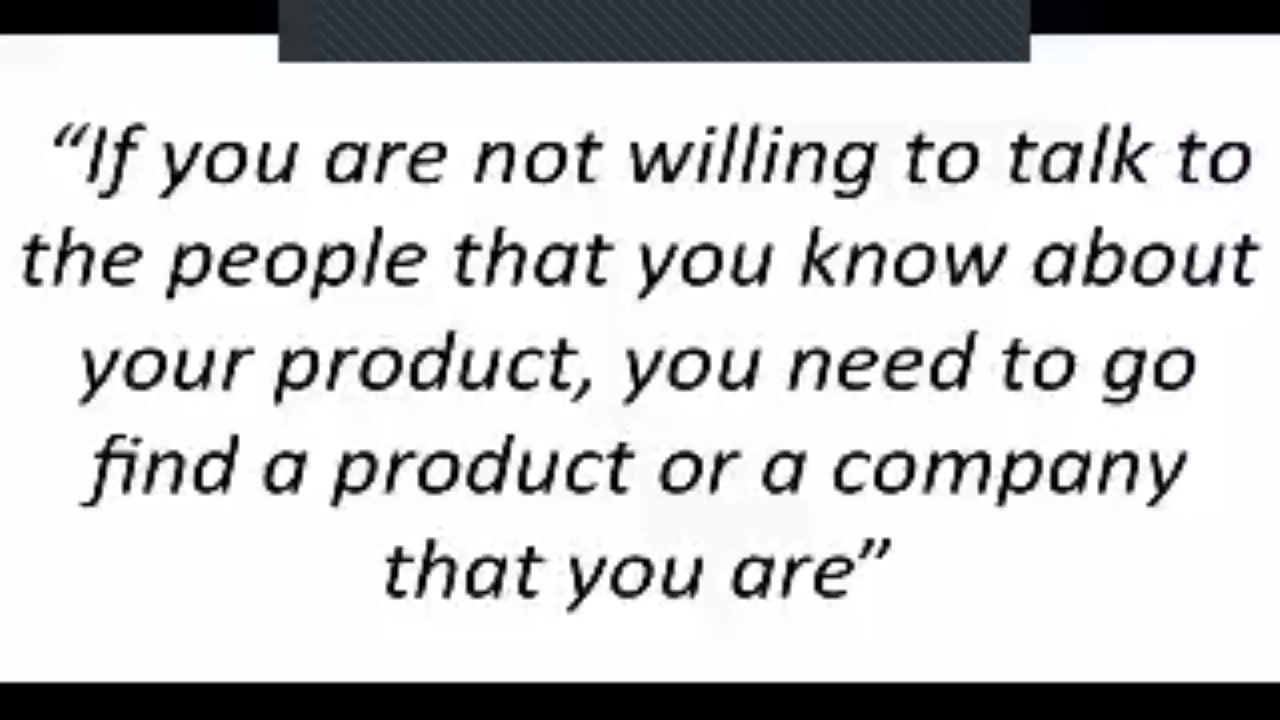 “If you are not willing to talk to
the people that you know about
your product, you need to go
find a product or a company
that you are”